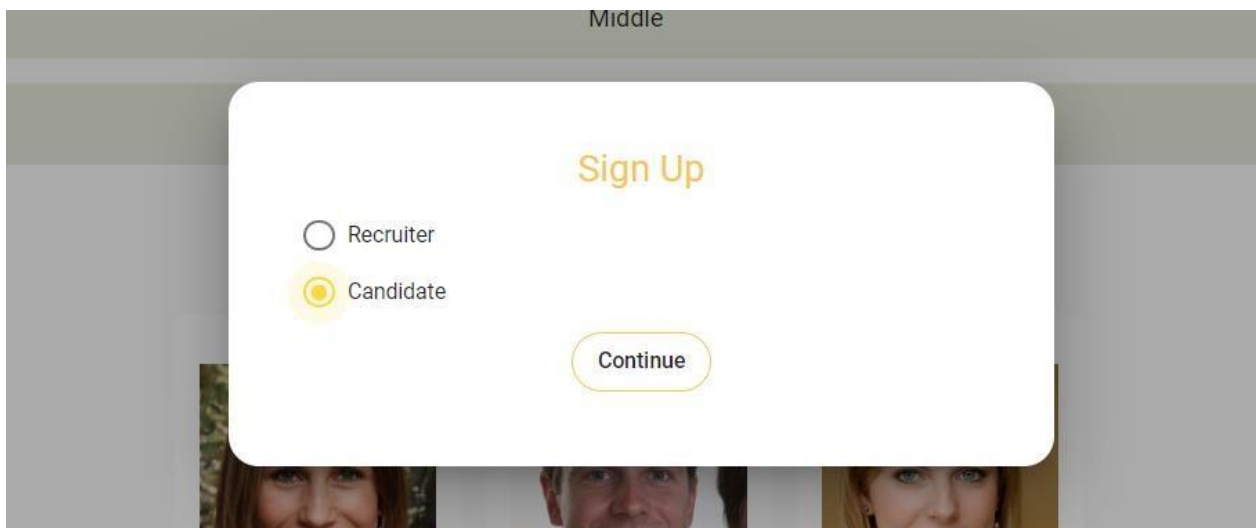 Middle
Sign Up
Recruiter
Candidate
Continue